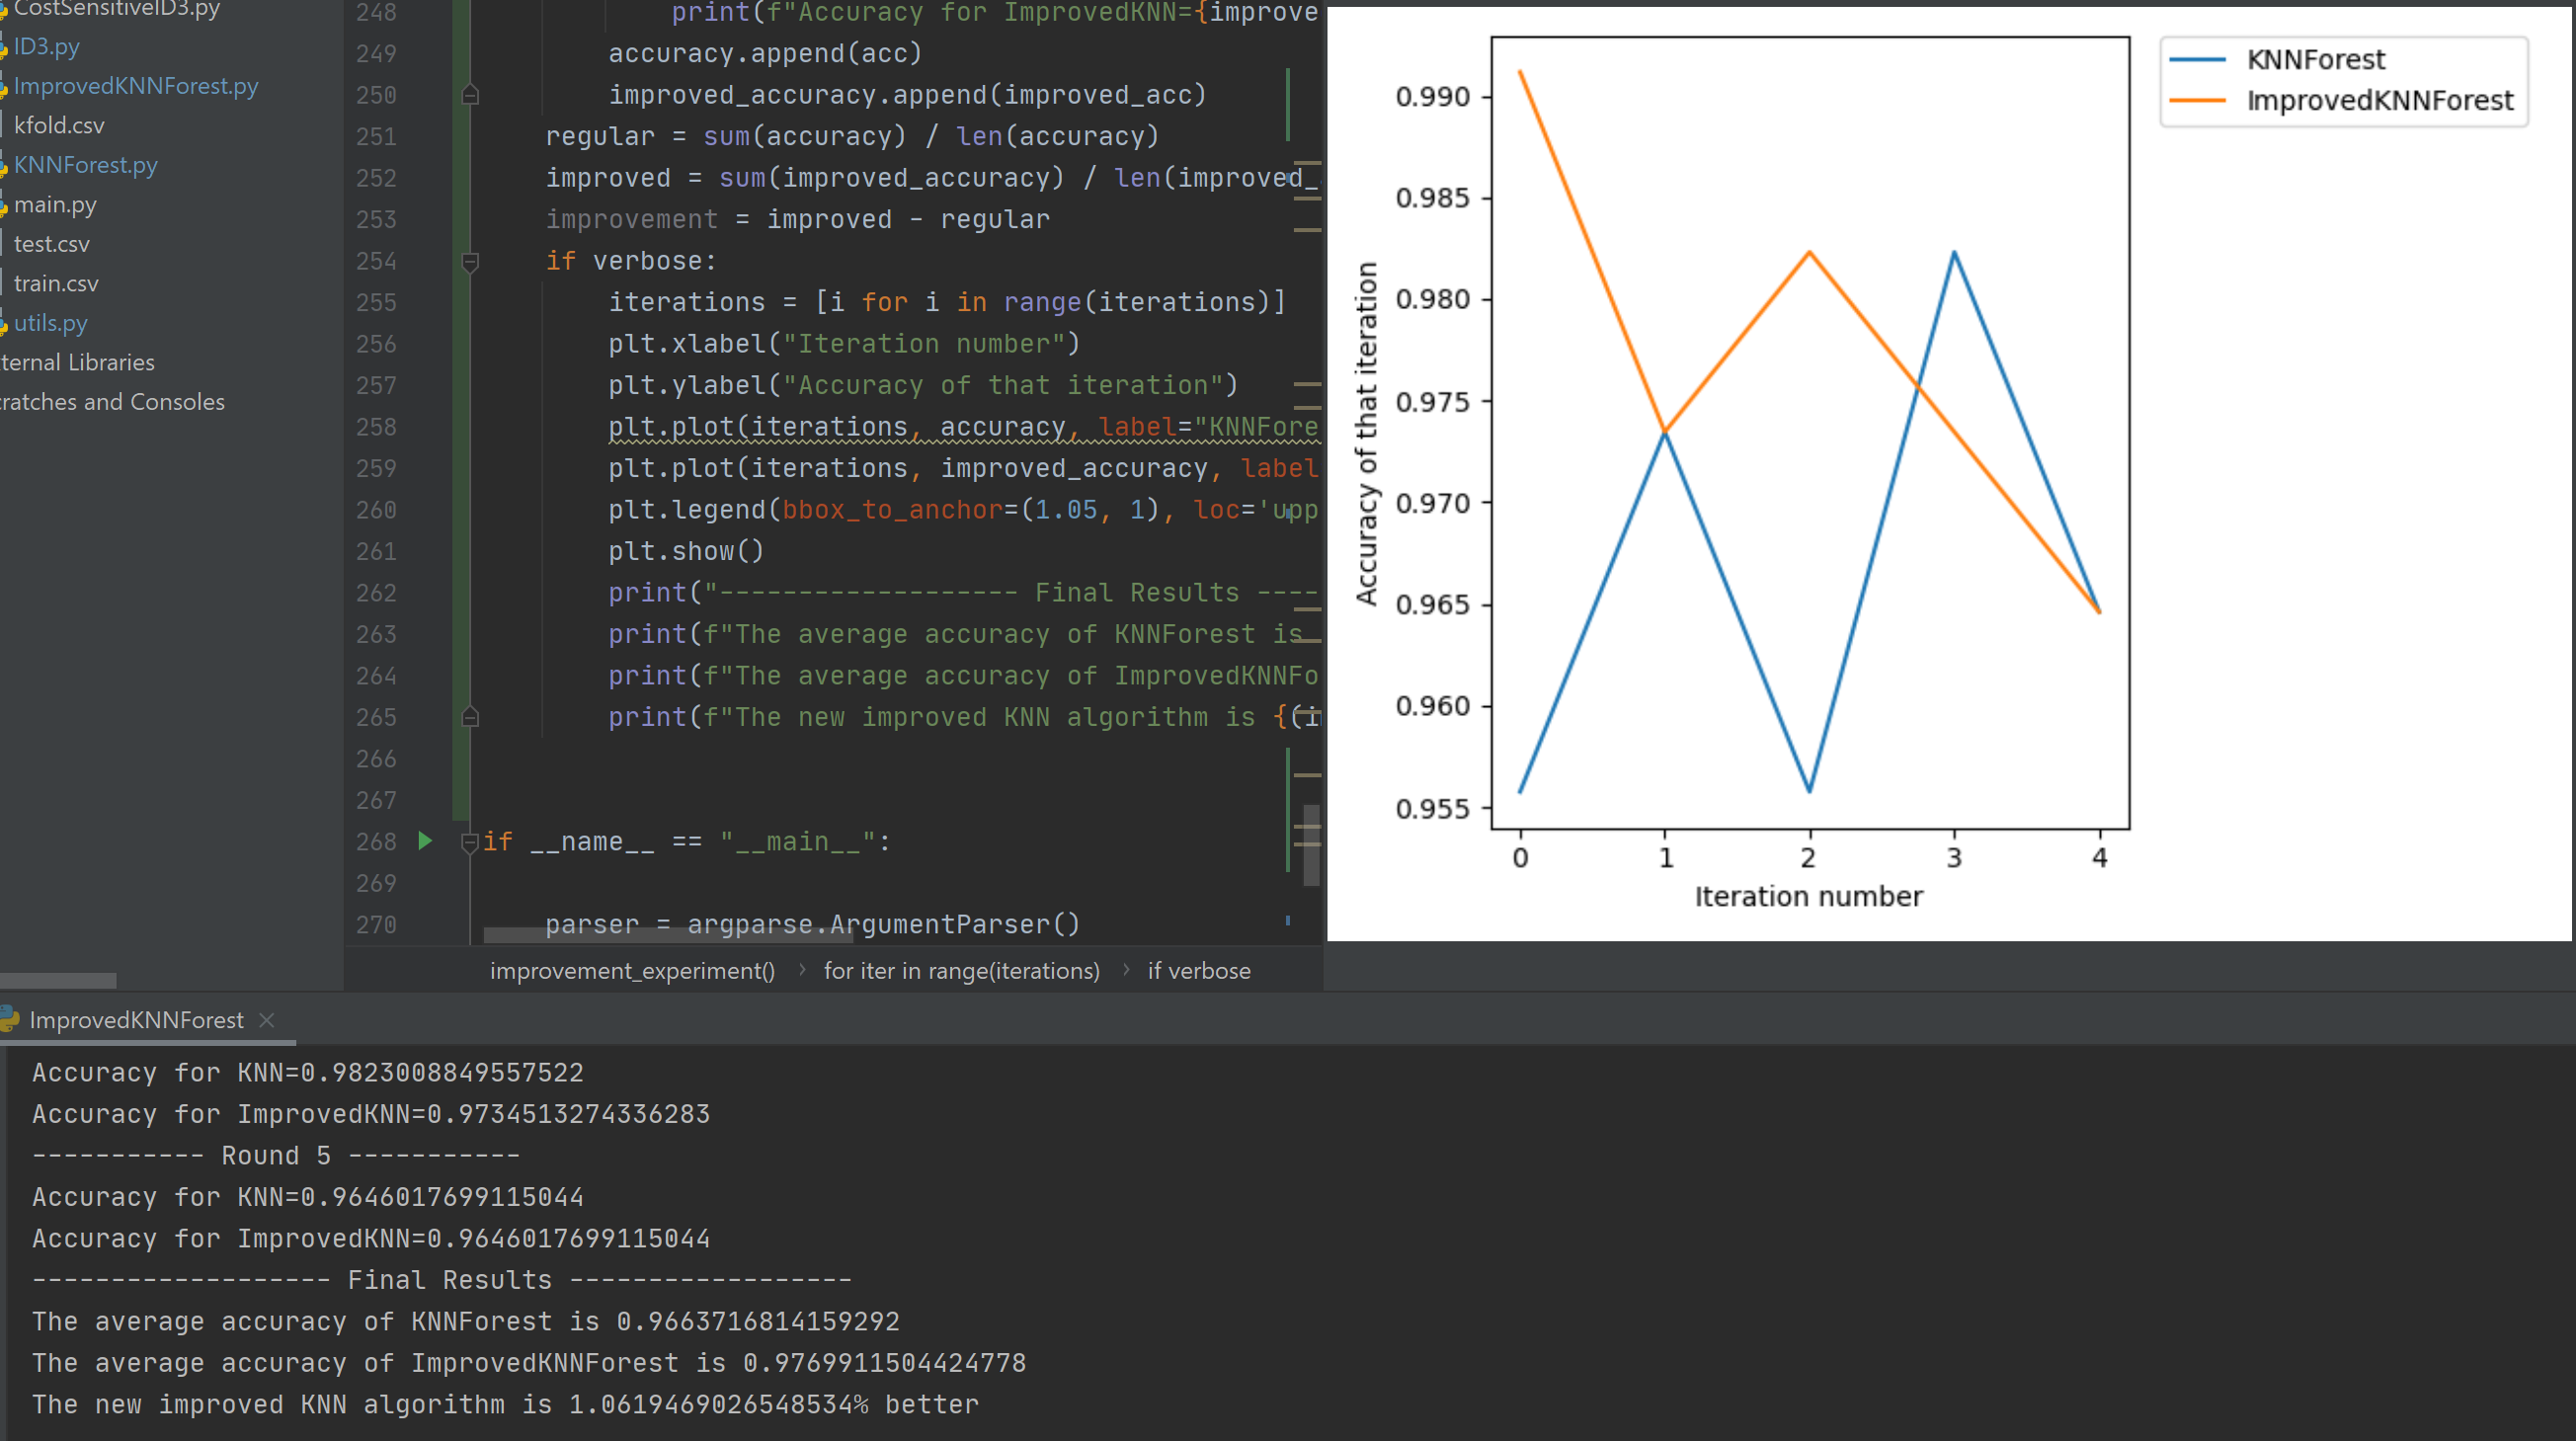 CostSensitiveID3.py
ID3.py
ImprovedKNNForest.py
kfold.csv
KNNForest.py
main.py
test.csv
train.csv
utils.py
ternal Libraries
ratches and Consoles
248 print(f"Accuracy for ImprovedKNN={improve
249 accuracy.append(acc)
250 improved_accuracy.append(improved_acc)
251 regular = sum(accuracy) / len(accuracy)
252 improved = sum(improved_accuracy) / len(improved_
253 improvement = improved - regular
254 if verbose:
255 iterations = [i for i in range(iterations)]
256 plt.xlabel("Iteration number")
257 plt.ylabel("Accuracy of that iteration")
258 plt.plot(iterations, accuracy, label="KNNFore
259 plt.plot(iterations, improved_accuracy, label
260 plt.legend(bbox_to_anchor=(1.05, 1), loc='upp
261 plt.show()
262 print("------------------- Final Results ----
263 print(f"The average accuracy of KNNForest is
264 print(f"The average accuracy of ImprovedKNNFo
265 print(f"The new improved KNN algorithm is {(i
266
267
268 if __name__ == "__main__":
269
270 parser = argparse.ArgumentParser()
improvement_experiment() › for iter in range(iterations) › if verbose
KNNForest
ImprovedKNNForest
0.990
0.985
0.980
0.975
0.970
0.965
0.960
0.955
Accuracy of that iteration
0 1 2 3 4
Iteration number
ImprovedKNNForest ×
Accuracy for KNN=0.9823008849557522
Accuracy for ImprovedKNN=0.9734513274336283
----------- Round 5 -----------
Accuracy for KNN=0.9646017699115044
Accuracy for ImprovedKNN=0.9646017699115044
------------------- Final Results ------------------
The average accuracy of KNNForest is 0.9663716814159292
The average accuracy of ImprovedKNNForest is 0.9769911504424778
The new improved KNN algorithm is 1.0619469026548534% better